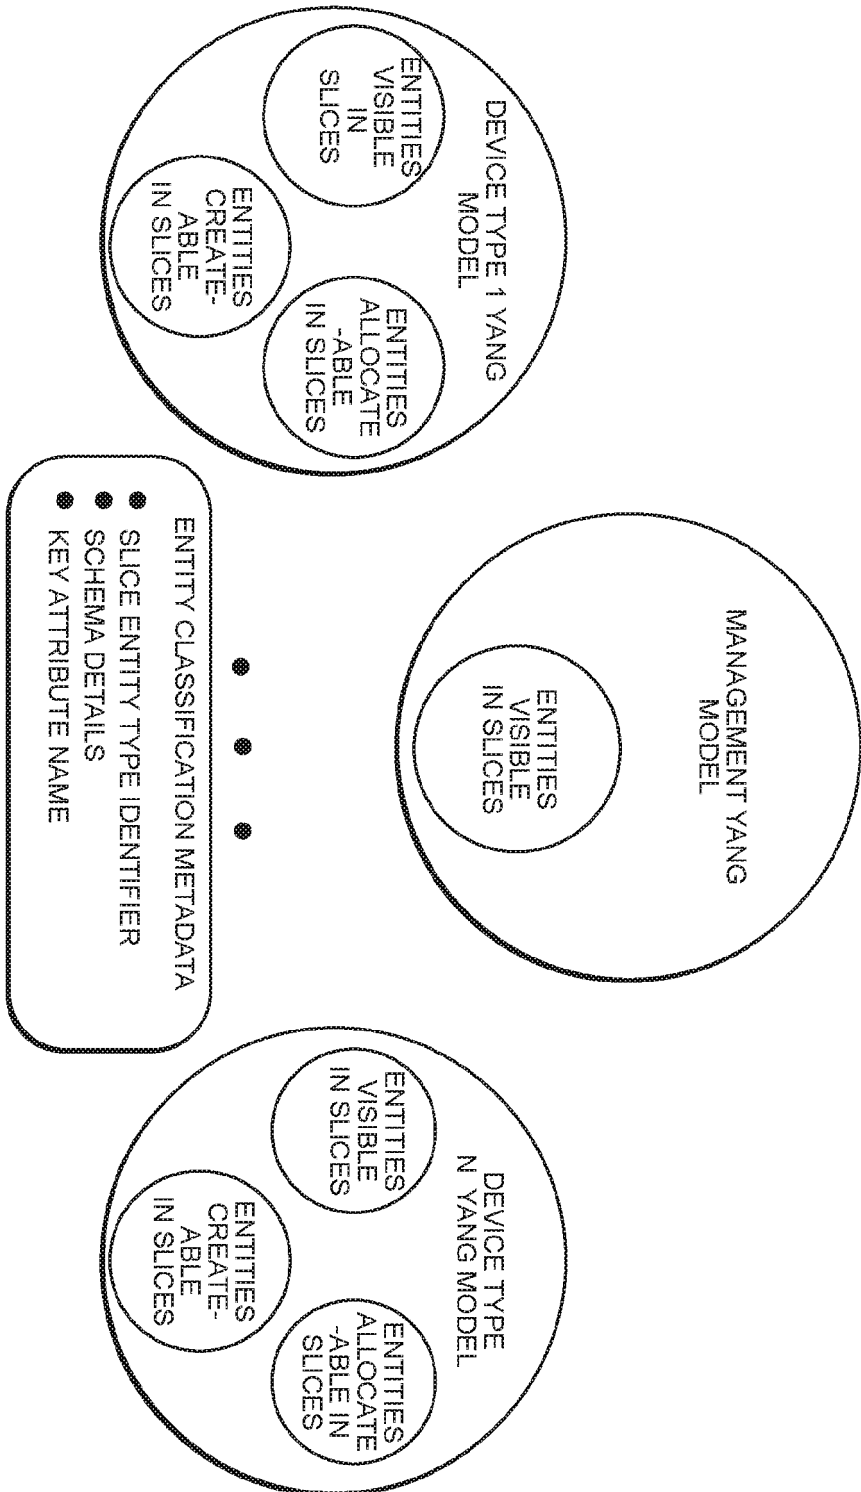 MANAGEMENT YANG
MODEL
ENTITIES
VISIBLE
IN SLICES
DEVICE TYPE 1 YANG
MODEL
ENTITIES
VISIBLE
IN
SLICES
ENTITIES
ALLOCATE
-ABLE
IN SLICES
ENTITIES
CREATE-
ABLE
IN SLICES
DEVICE TYPE
N YANG MODEL
ENTITIES
VISIBLE
IN SLICES
ENTITIES
ALLOCATE
-ABLE IN
SLICES
ENTITIES
CREATE-
ABLE
IN SLICES
ENTITY CLASSIFICATION METADATA
● SLICE ENTITY TYPE IDENTIFIER
● SCHEMA DETAILS
● KEY ATTRIBUTE NAME